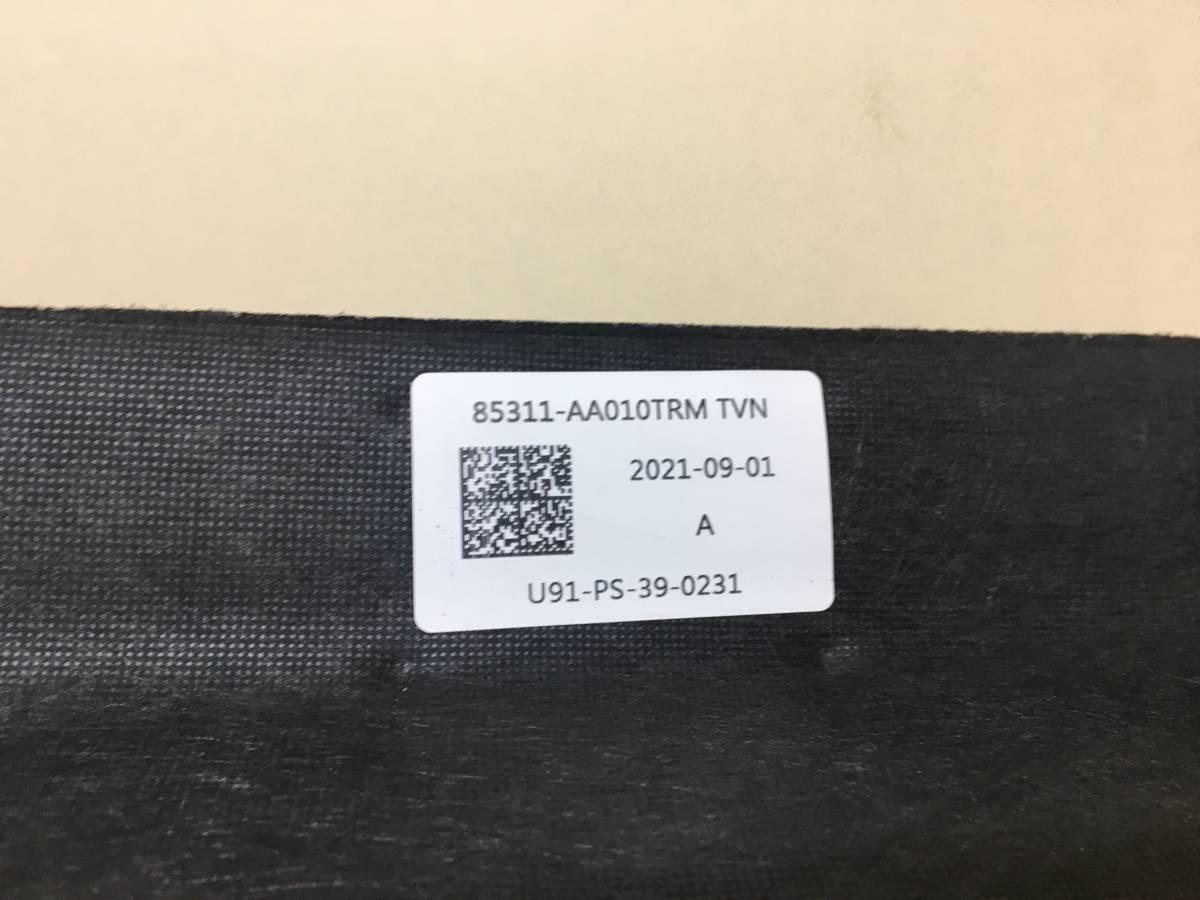 85311-AA010TRM TVN
2021-09-01
A
U91-PS-39-0231